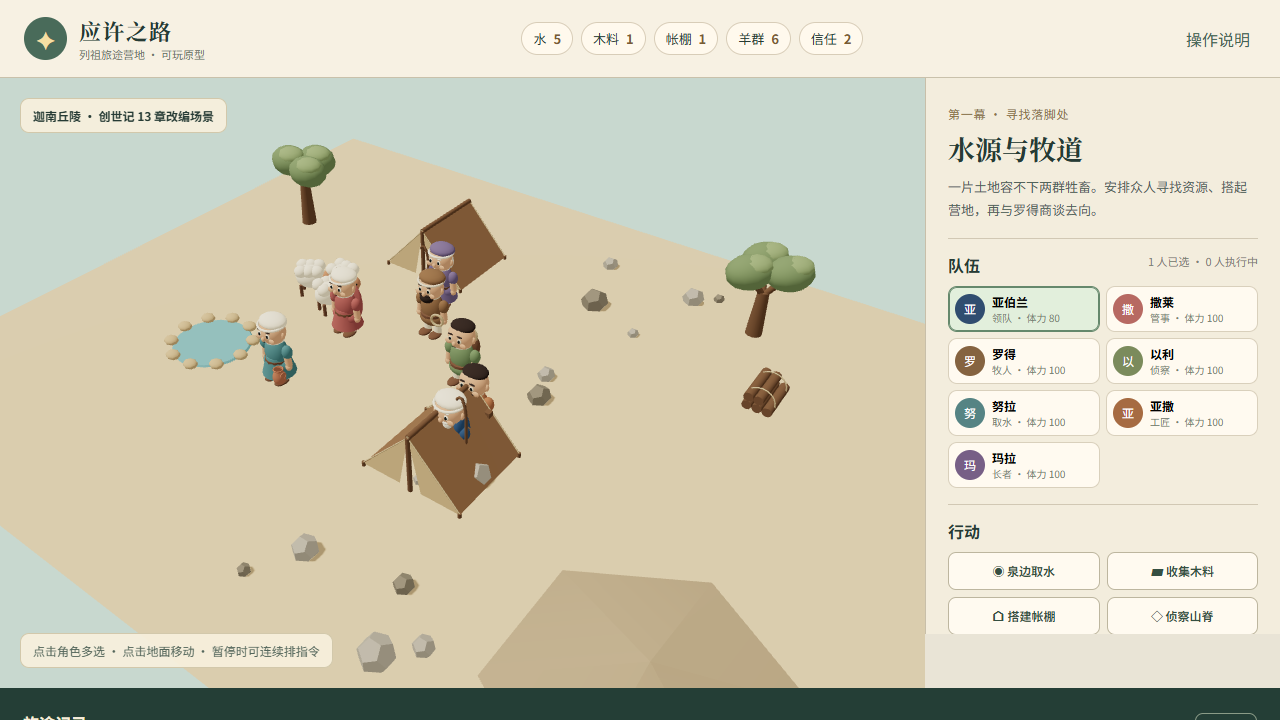 应许之路
列祖旅途营地 · 可玩原型
水 5
木料 1
帐棚 1
羊群 6
信任 2
操作说明
迦南丘陵 · 创世记 13 章改编场景
第一幕 · 寻找落脚处
水源与牧道
一片土地容不下两群牲畜。安排众人寻找资源、搭起
营地，再与罗得商谈去向。
队伍
1 人已选 · 0 人执行中
亚
亚伯兰
领队 · 体力 80
撒
撒莱
管事 · 体力 100
罗
罗得
牧人 · 体力 100
以
以利
侦察 · 体力 100
努
努拉
取水 · 体力 100
亚
亚撒
工匠 · 体力 100
玛
玛拉
长者 · 体力 100
行动
◉ 泉边取水
▰ 收集木料
☖ 搭建帐棚
◇ 侦察山脊
点击角色多选 · 点击地面移动 · 暂停时可连续排指令